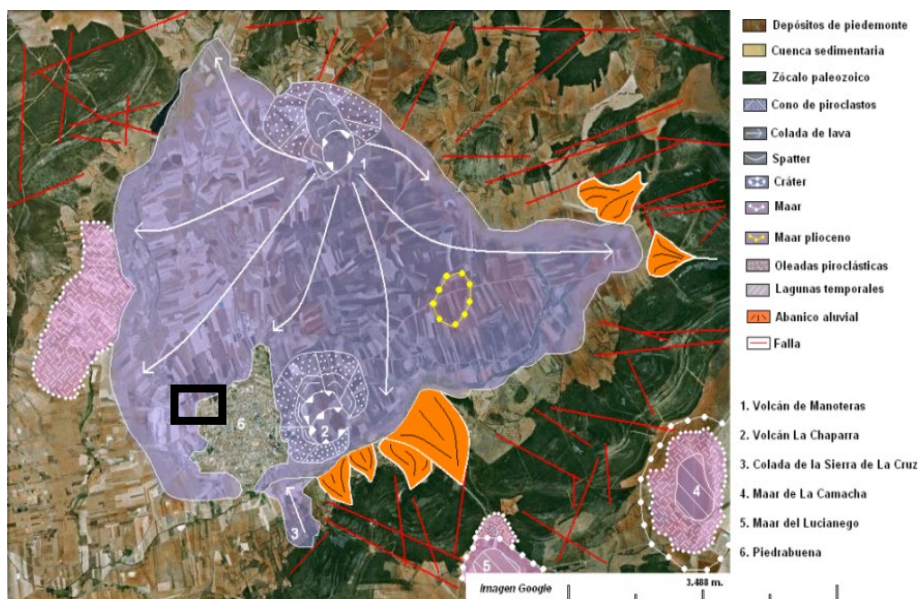 Depósitos de piedemonte
Cuenca sedimentaria
Zócalo paleozoico
Cono de piroclastos
Colada de lava
Spatter
Cráter
Maar
Maar plioceno
Oleadas piroclásticas
Lagunas temporales
Abanico aluvial
Falla
1. Volcán de Manoteras
2. Volcán La Chaparra
3. Colada de la Sierra de La Cruz
4. Maar de La Camacha
5. Maar del Lucianego
6. Piedrabuena
1
6
2
3
4
5
Imagen Google
3.488 m.